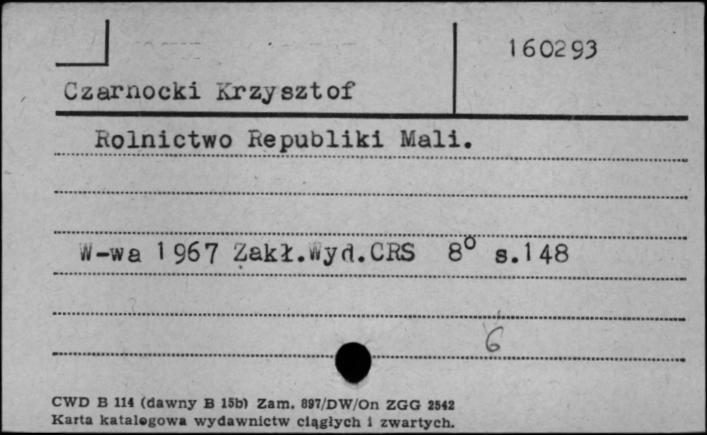 160293
Czarnocki Krzysztof
Rolnictwo Republiki Mali.
W-wa 1967 Zakł.Wyd.CRS 8° s.148
6
CWD B 114 (dawny B 15b) Zam. 897/DW/On ZGG 2542
Karta katalogowa wydawnictw ciągłych i zwartych.